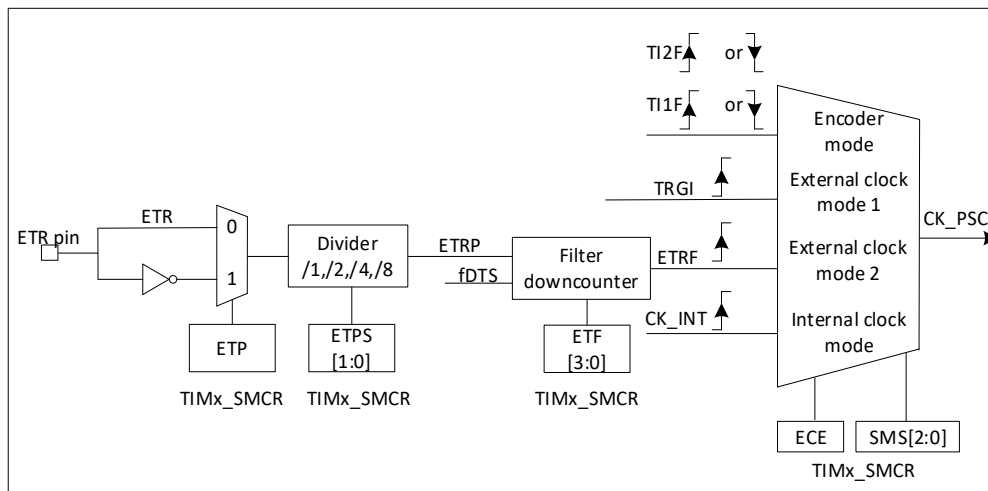 TI2F or
TI1F or
Encoder
mode
TRGI
External clock
mode 1
CK_PSC
ETR pin
ETR
0
1
Divider
/1,/2,/4,/8
ETRP
fDTS
Filter
downcounter
ETRF
External clock
mode 2
CK_INT
Internal clock
mode
ETP
ETPS
[1:0]
ETF
[3:0]
TIMx_SMCR
TIMx_SMCR
TIMx_SMCR
ECE
SMS[2:0]
TIMx_SMCR